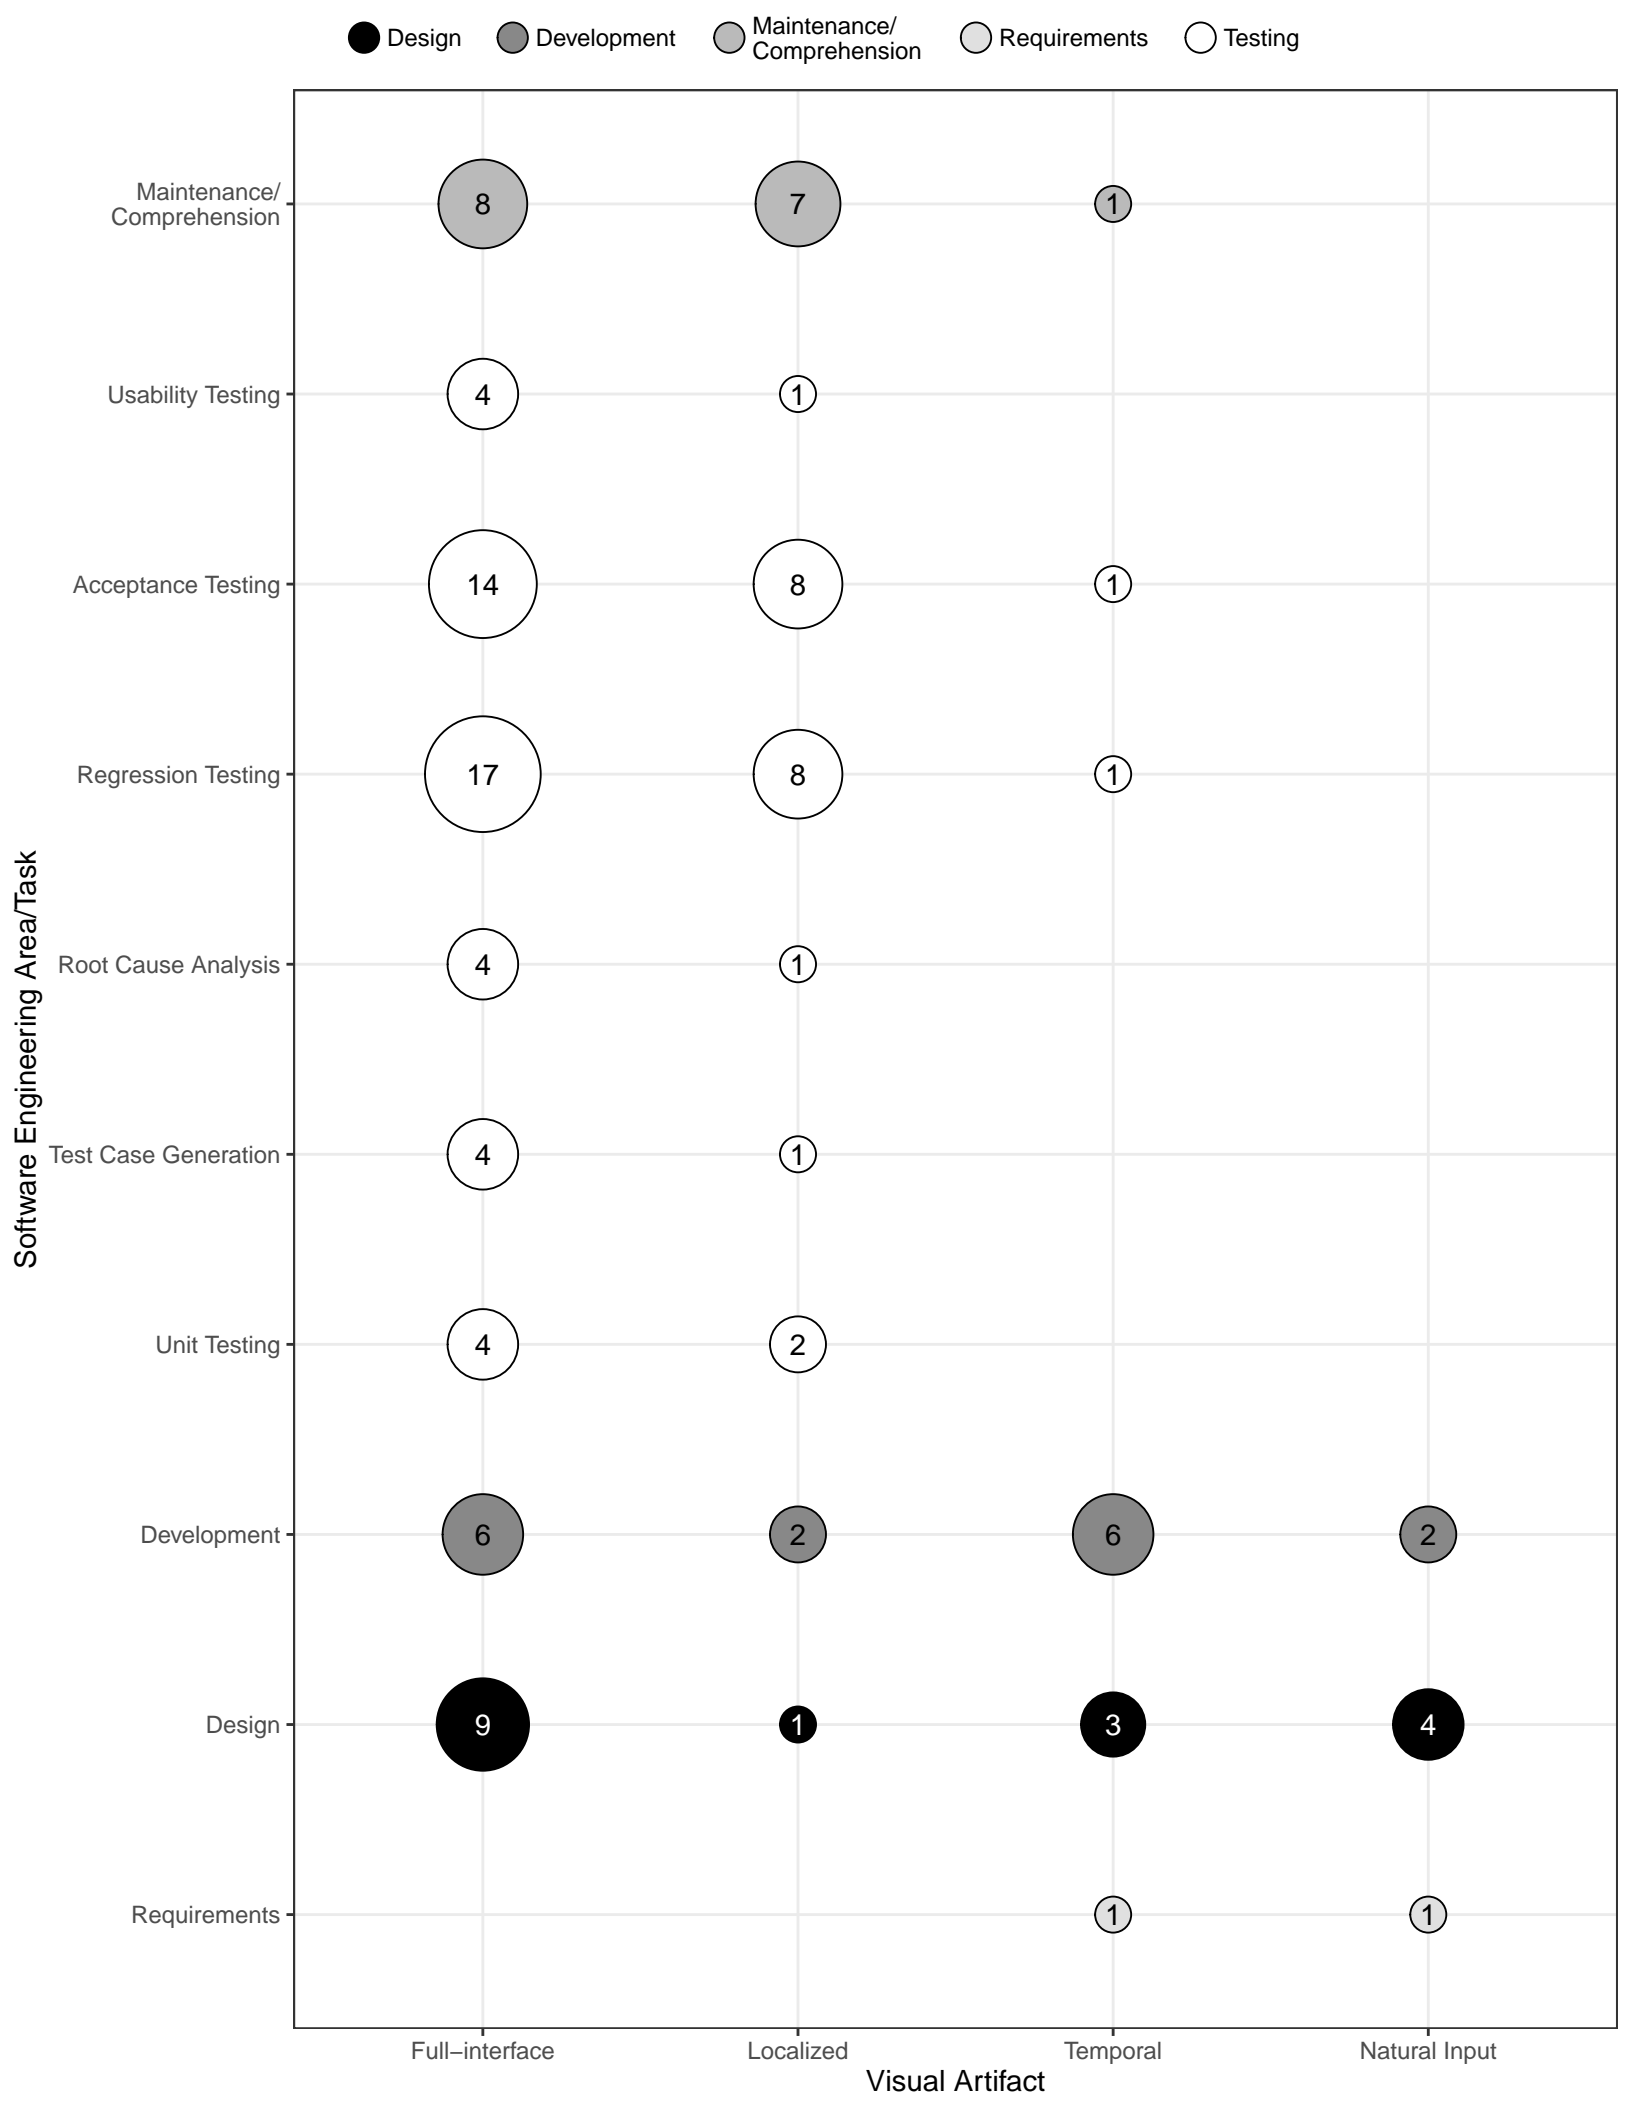 Design
Development
Maintenance/
Comprehension
Requirements
Testing
Software Engineering Area/Task
Maintenance/
Comprehension
8 7 1
Usability Testing
4 1
Acceptance Testing
14 8 1
Regression Testing
17 8 1
Root Cause Analysis
4 1
Test Case Generation
4 1
Unit Testing
4 2
Development
6 2 6 2
Design
9 1 3 4
Requirements
1 1
Full−interface
Localized
Temporal
Natural Input
Visual Artifact